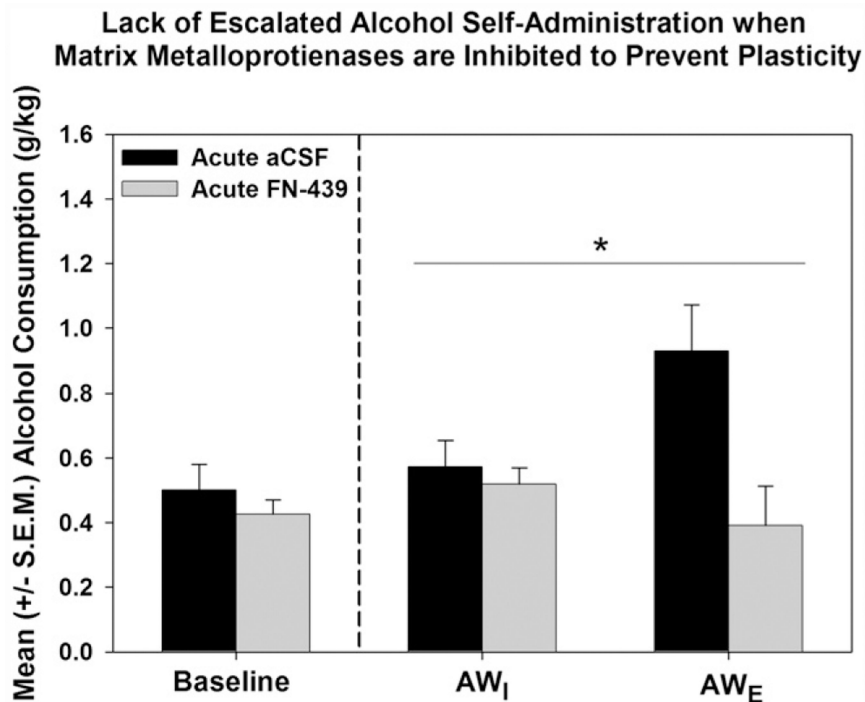 Lack of Escalated Alcohol Self-Administration when
Matrix Metalloprotienases are Inhibited to Prevent Plasticity
Mean (+/- S.E.M.) Alcohol Consumption (g/kg)
1.6
1.4
1.2
1.0
0.8
0.6
0.4
0.2
0.0
Acute aCSF
Acute FN-439
*
Baseline
AWI
AWE